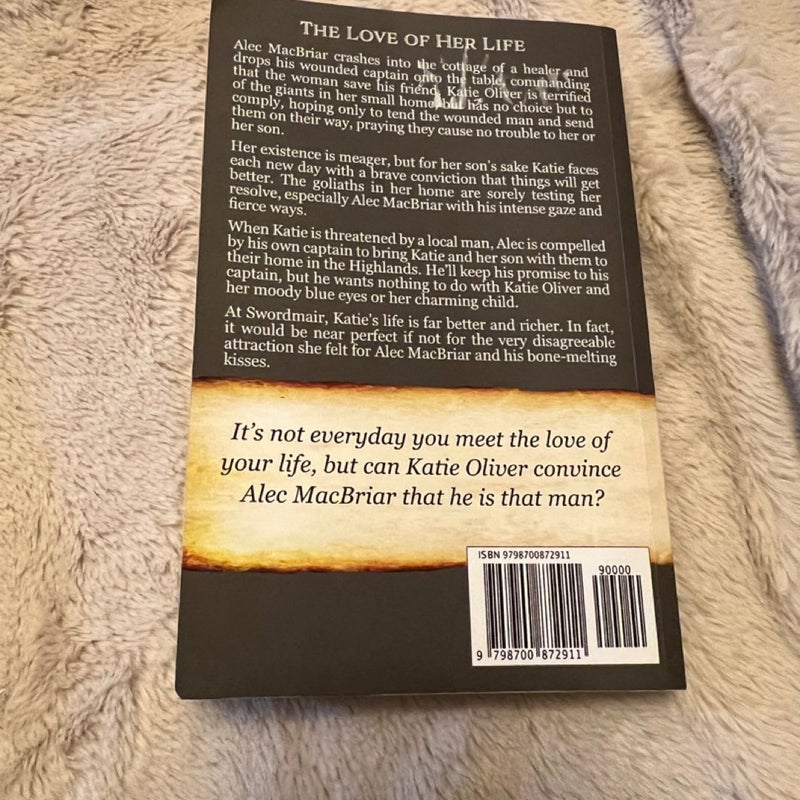 THE LOVE OF HER LIFE
Alec MacBriar crashes into the cottage of a healer and
drops his wounded captain onto the table, commanding
that the woman save his friend. Katie Oliver is terrified
of the giants in her small home has no choice but to
comply, hoping only to tend the wounded man and send
them on their way, praying they cause no trouble to her or
her son.
Her existence is meager, but for her son's sake Katie faces
each new day with a brave conviction that things will get
better. The goliaths in her home are sorely testing her
resolve, especially Alec MacBriar with his intense gaze and
fierce ways.
When Katie is threatened by a local man, Alec is compelled
by his own captain to bring Katie and her son with them to
their home in the Highlands. He'll keep his promise to his
captain, but he wants nothing to do with Katie Oliver and
her moody blue eyes or her charming child.
At Swordmair, Katie's life is far better and richer. In fact,
it would be near perfect if not for the very disagreeable
attraction she felt for Alec MacBriar and his bone-melting
kisses.
It's not everyday you meet the love of
your life, but can Katie Oliver convince
Alec MacBriar that he is that man?
ISBN 9798700872911
90000
9 798700 872911